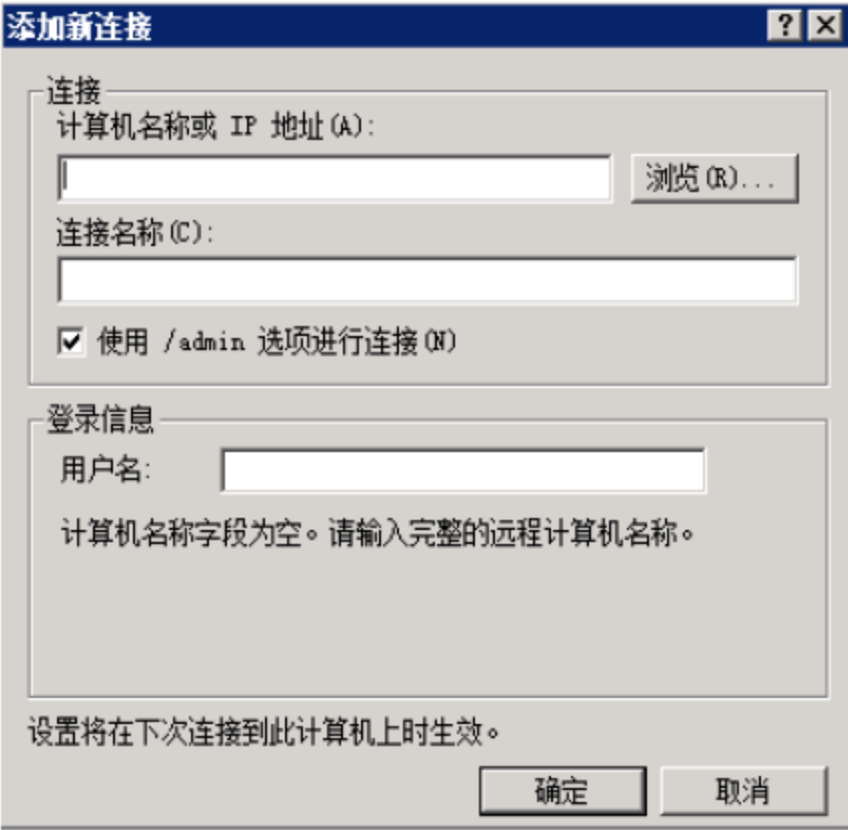 添加新连接
连接
计算机名称或 IP 地址(A):
浏览(R)...
连接名称(C):
使用 /admin 选项进行连接(N)
登录信息
用户名:
计算机名称字段为空。请输入完整的远程计算机名称。
设置将在下次连接到此计算机上时生效。
确定 取消